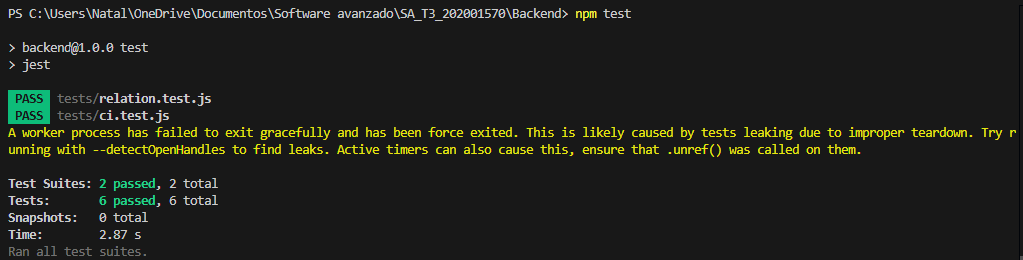 PS C:\Users\Natal\OneDrive\Documentos\Software avanzado\SA_T3_202001570\Backend> npm test
> backend@1.0.0 test
> jest
PASS tests/relation.test.js
PASS tests/ci.test.js
A worker process has failed to exit gracefully and has been force exited. This is likely caused by tests leaking due to improper teardown. Try r
unning with --detectOpenHandles to find leaks. Active timers can also cause this, ensure that .unref() was called on them.
Test Suites: 2 passed, 2 total
Tests: 6 passed, 6 total
Snapshots: 0 total
Time: 2.87 s
Ran all test suites.